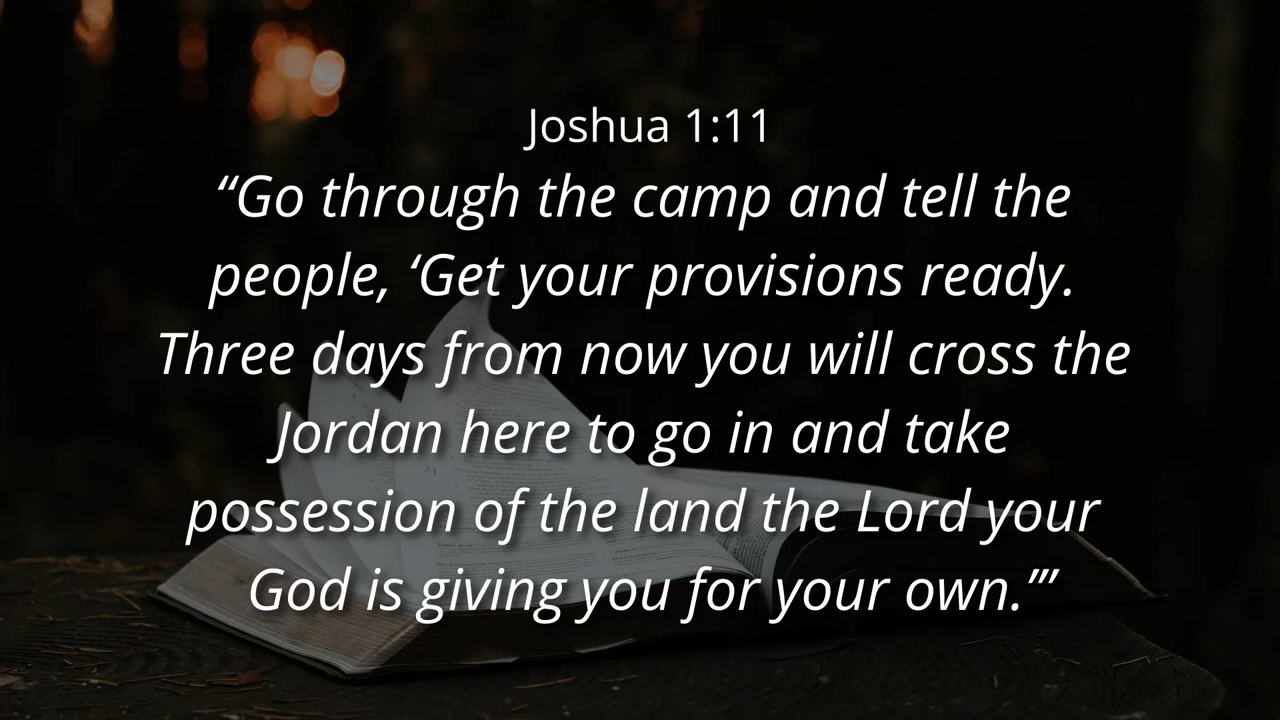 Joshua 1:11
“Go through the camp and tell the
people, ‘Get your provisions ready.
Three days from now you will cross the
Jordan here to go in and take
possession of the land the Lord your
God is giving you for your own.’”